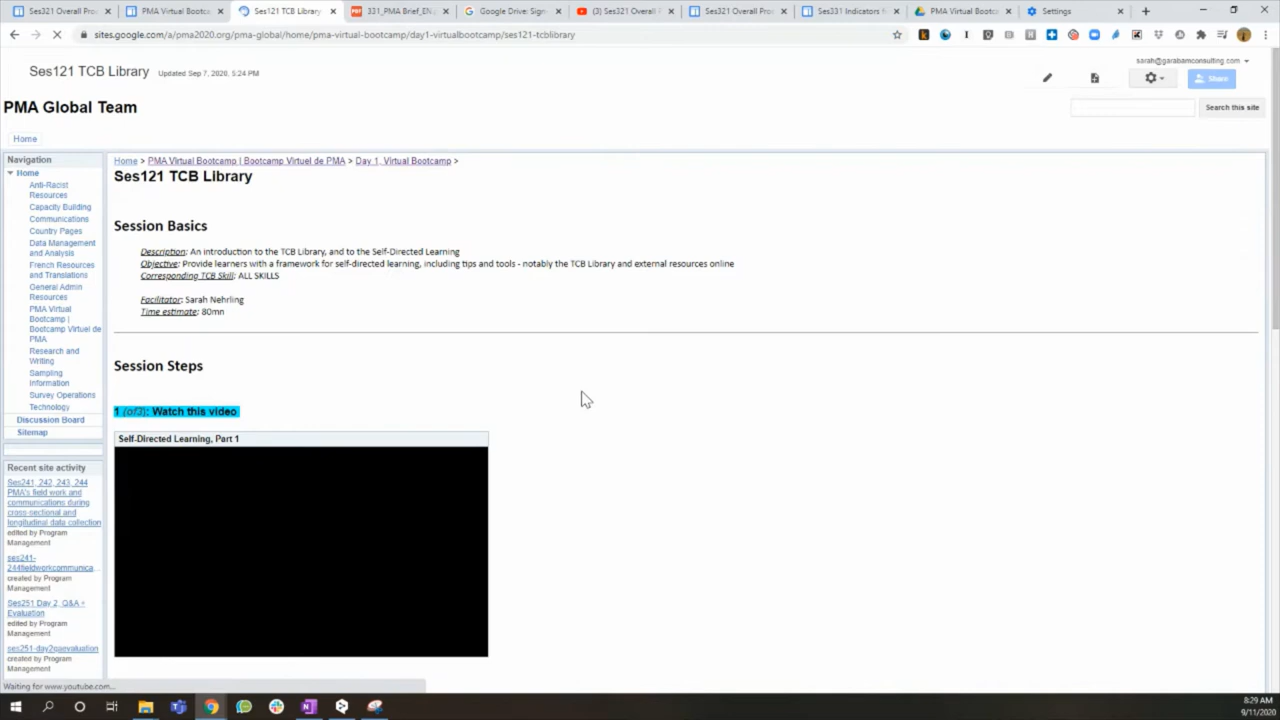 Ses321 Overall Pro
PMA Virtual Bootca
Ses121 TCB Library
331_PMA Brief_EN
Google Drive: Sign
(3) Ses321 Overall P
Ses321 Overall Pro
Ses331 Indicators
PMA Virtual Bootca
Settings
sites.google.com/a/pma2020.org/pma-global/home/pma-virtual-bootcamp/day1-virtualbootcamp/ses121-tcblibrary
sarah@garabamconsulting.com
Ses121 TCB Library Updated Sep 7, 2020, 5:24 PM
Share
PMA Global Team
Search this site
Home
Navigation
Home
Anti-Racist
Resources
Capacity Building
Communications
Country Pages
Data Management
and Analysis
French Resources
and Translations
General Admin
Resources
PMA Virtual
Bootcamp |
Bootcamp Virtuel de
PMA
Research and
Writing
Sampling
Information
Survey Operations
Technology
Discussion Board
Sitemap
Recent site activity
Ses241, 242, 243, 244
PMA's field work and
communications during
cross-sectional and
longitudinal data collection
edited by Program
Management
ses241-
244fieldworkcommunica...
created by Program
Management
Ses251 Day 2, Q&A +
Evaluation
edited by Program
Management
ses251-day2qaevaluation
created by Program
Management
Home > PMA Virtual Bootcamp | Bootcamp Virtuel de PMA > Day 1, Virtual Bootcamp >
Ses121 TCB Library
Session Basics
Description: An introduction to the TCB Library, and to the Self-Directed Learning
Objective: Provide learners with a framework for self-directed learning, including tips and tools - notably the TCB Library and external resources online
Corresponding TCB Skill: ALL SKILLS
Facilitator: Sarah Nehrling
Time estimate: 80mn
Session Steps
1 (of3): Watch this video
Self-Directed Learning, Part 1
Waiting for www.youtube.com...
8:29 AM
9/11/2020